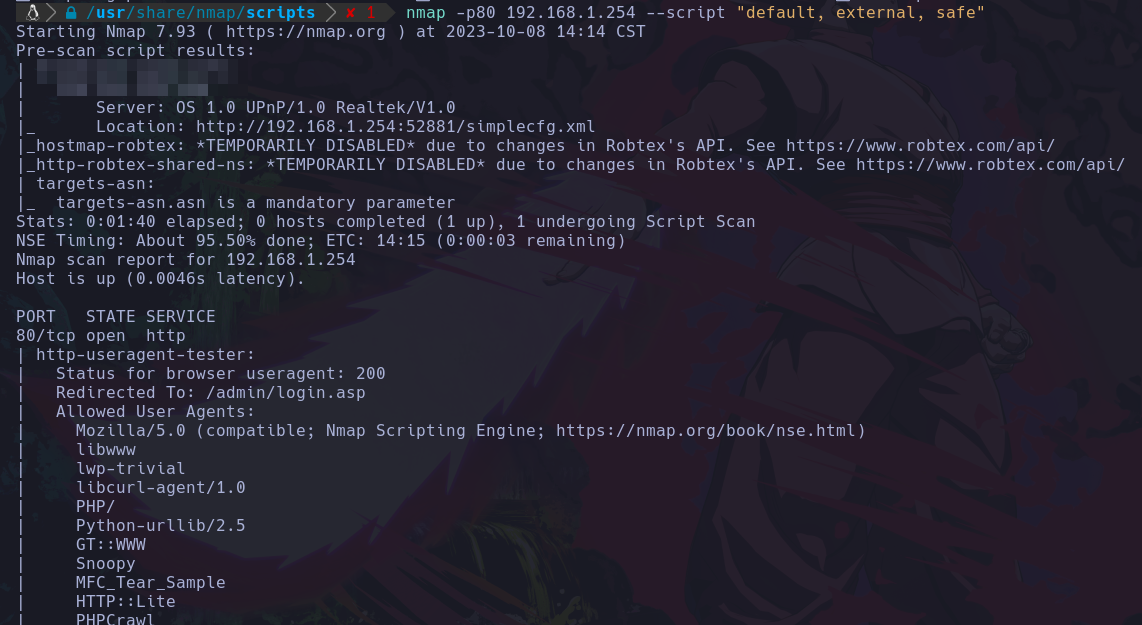 /usr/share/nmap/scripts ✘ 1 nmap -p80 192.168.1.254 --script "default, external, safe"
Starting Nmap 7.93 ( https://nmap.org ) at 2023-10-08 14:14 CST
Pre-scan script results:
|
|
|       Server: OS 1.0 UPnP/1.0 Realtek/V1.0
|_      Location: http://192.168.1.254:52881/simplecfg.xml
|_hostmap-robtex: *TEMPORARILY DISABLED* due to changes in Robtex's API. See https://www.robtex.com/api/
|_http-robtex-shared-ns: *TEMPORARILY DISABLED* due to changes in Robtex's API. See https://www.robtex.com/api/
| targets-asn:
|_  targets-asn.asn is a mandatory parameter
Stats: 0:01:40 elapsed; 0 hosts completed (1 up), 1 undergoing Script Scan
NSE Timing: About 95.50% done; ETC: 14:15 (0:00:03 remaining)
Nmap scan report for 192.168.1.254
Host is up (0.0046s latency).

PORT   STATE SERVICE
80/tcp open  http
| http-useragent-tester:
|   Status for browser useragent: 200
|   Redirected To: /admin/login.asp
|   Allowed User Agents:
|     Mozilla/5.0 (compatible; Nmap Scripting Engine; https://nmap.org/book/nse.html)
|     libwww
|     lwp-trivial
|     libcurl-agent/1.0
|     PHP/
|     Python-urllib/2.5
|     GT::WWW
|     Snoopy
|     MFC_Tear_Sample
|     HTTP::Lite
|     PHPCrawl